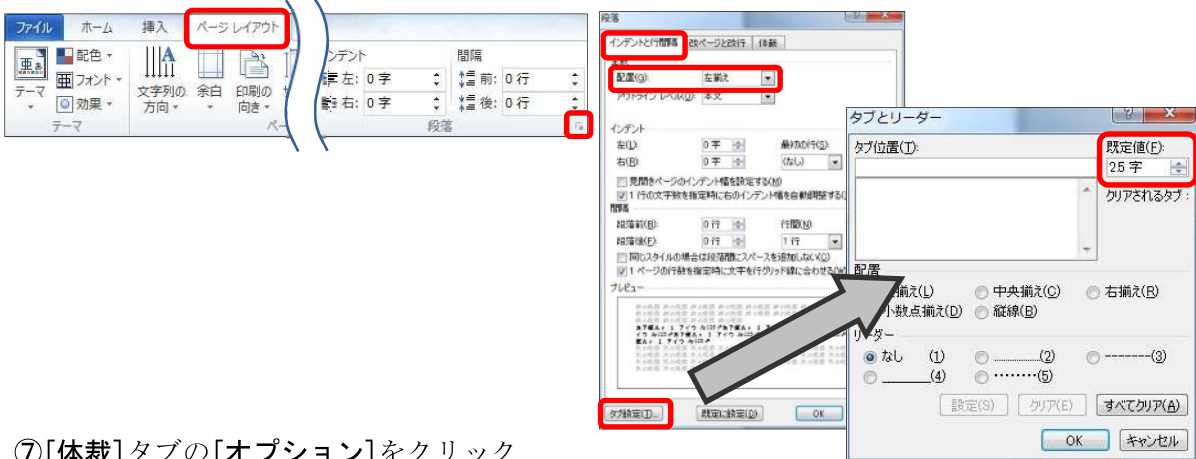 ファイル ホーム 挿入 ページ レイアウト
配色
フォント
効果
テーマ
文字列の方向
余白
印刷の向き
テーマ
ンデント
左: 0 字
右: 0 字
間隔
前: 0 行
後: 0 行
段落
段落
インデントと行間隔 改ページと改行 体裁
配置(G): 左揃え
アウトライン レベル(O): 本文
インデント
左(L): 0 字 最初の行(S):
右(R): 0 字 (なし)
見開きページのインデント幅を設定する(M)
1 行の文字数を指定時に右のインデント幅を自動調整する(
間隔
段落前(B): 0 行 行間(N):
段落後(F): 0 行 1 行
同じスタイルの場合は段落間にスペースを追加しない(C)
1 ページの行数を指定時に文字を行グリッド線に合わせる(W)
プレビュー
タブ設定(T)... 既定に設定(D) OK
タブとリーダー
タブ位置(T): 既定値(F):
2.5 字
クリアされるタブ:
配置
揃え(L) 中央揃え(C) 右揃え(R)
小数点揃え(D) 縦線(B)
リーダー
なし (1) ..............(2) -------(3)
______(4) ········(5)
設定(S) クリア(E) すべてクリア(A)
OK キャンセル
⑦[体裁]タブの[オプション]をクリック